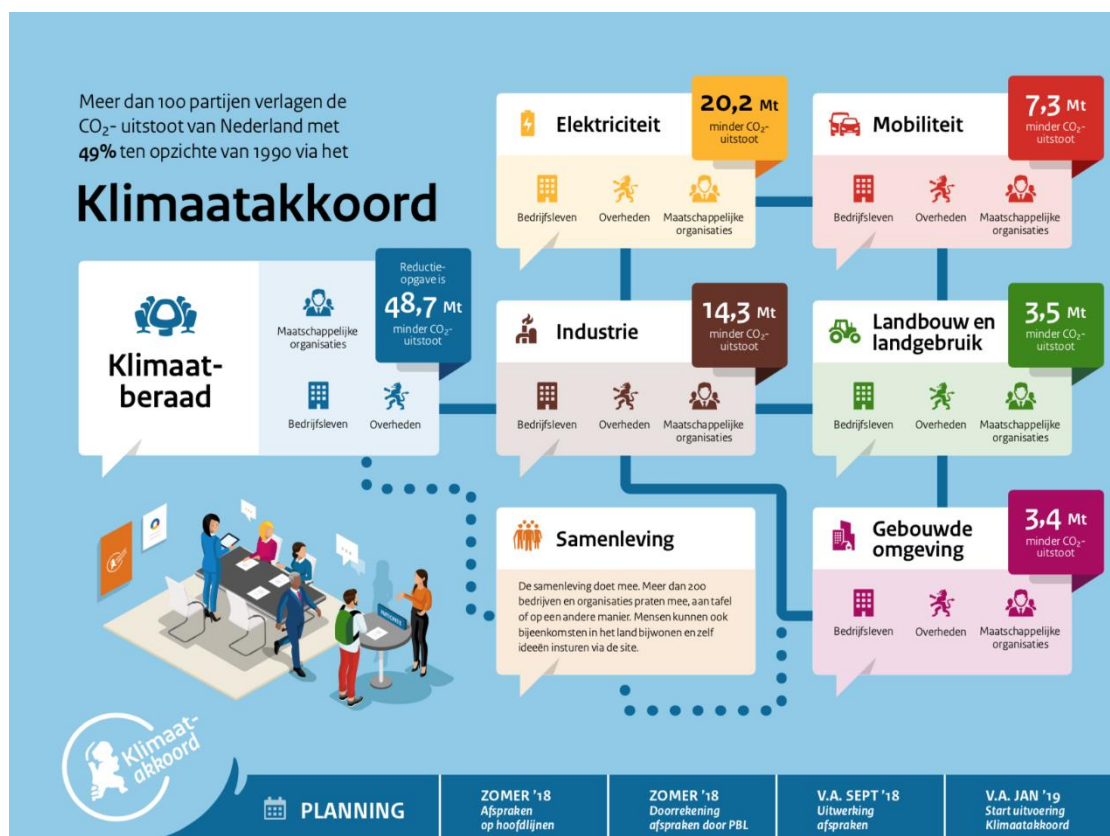 Meer dan 100 partijen verlagen de
CO₂- uitstoot van Nederland met
49% ten opzichte van 1990 via het
Klimaatakkoord
Klimaat-
beraad
Maatschappelijke
organisaties
Bedrijfsleven
Overheden
Reductie-
opgave is
48,7 Mt
minder CO₂-
uitstoot
Elektriciteit
20,2 Mt
minder CO₂-
uitstoot
Bedrijfsleven
Overheden
Maatschappelijke
organisaties
Mobiliteit
7,3 Mt
minder CO₂-
uitstoot
Bedrijfsleven
Overheden
Maatschappelijke
organisaties
Industrie
14,3 Mt
minder CO₂-
uitstoot
Bedrijfsleven
Overheden
Maatschappelijke
organisaties
Landbouw en
landgebruik
3,5 Mt
minder CO₂-
uitstoot
Bedrijfsleven
Overheden
Maatschappelijke
organisaties
Samenleving
De samenleving doet mee. Meer dan 200
bedrijven en organisaties praten mee, aan tafel
of op een andere manier. Mensen kunnen ook
bijeenkomsten in het land bijwonen en zelf
ideeën insturen via de site.
Gebouwde
omgeving
3,4 Mt
minder CO₂-
uitstoot
Bedrijfsleven
Overheden
Maatschappelijke
organisaties
Klimaat-
akkoord
PLANNING
ZOMER '18
Afspraken
op hoofdlijnen
ZOMER '18
Doorrekening
afspraken door PBL
V.A. SEPT '18
Uitwerking
afspraken
V.A. JAN '19
Start uitvoering
Klimaatakkoord